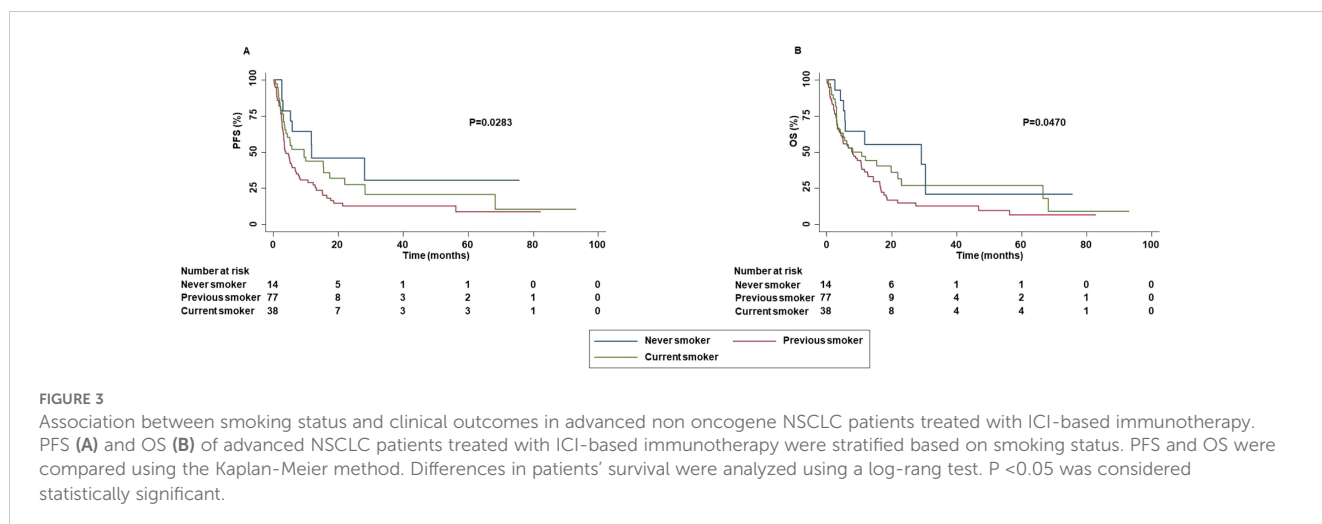 A
B
100
75
50
25
0
PFS (%)
P=0.0283
0 20 40 60 80 100
Time (months)
100
75
50
25
0
OS (%)
P=0.0470
0 20 40 60 80 100
Time (months)
Number at risk
Never smoker 14 5 1 1 0 0
Previous smoker 77 8 3 2 1 0
Current smoker 38 7 3 3 1 0
Number at risk
Never smoker 14 6 1 1 0 0
Previous smoker 77 9 4 2 1 0
Current smoker 38 8 4 4 1 0
Never smoker Previous smoker
Current smoker
FIGURE 3
Association between smoking status and clinical outcomes in advanced non oncogene NSCLC patients treated with ICI-based immunotherapy.
PFS (A) and OS (B) of advanced NSCLC patients treated with ICI-based immunotherapy were stratified based on smoking status. PFS and OS were
compared using the Kaplan-Meier method. Differences in patients’ survival were analyzed using a log-rang test. P <0.05 was considered
statistically significant.